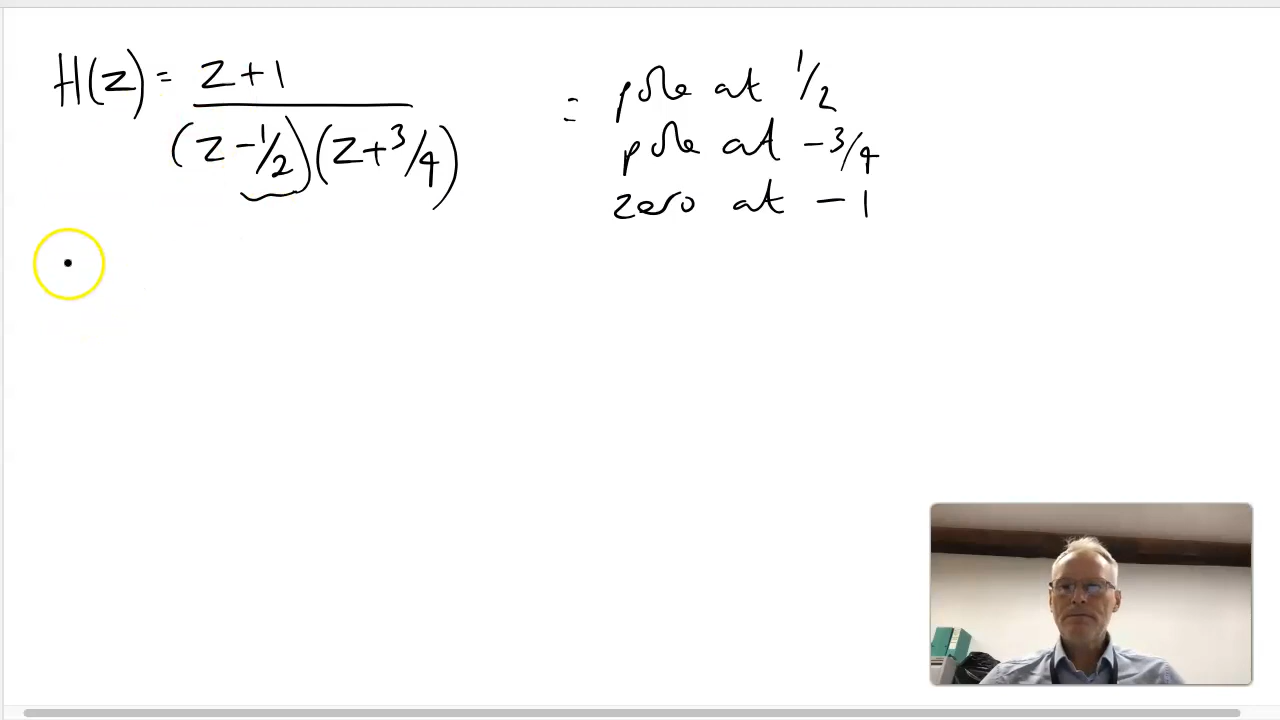 H(z) = z+1
(z-1/2)(z+3/4)
= pole at 1/2
pole at -3/4
zero at -1